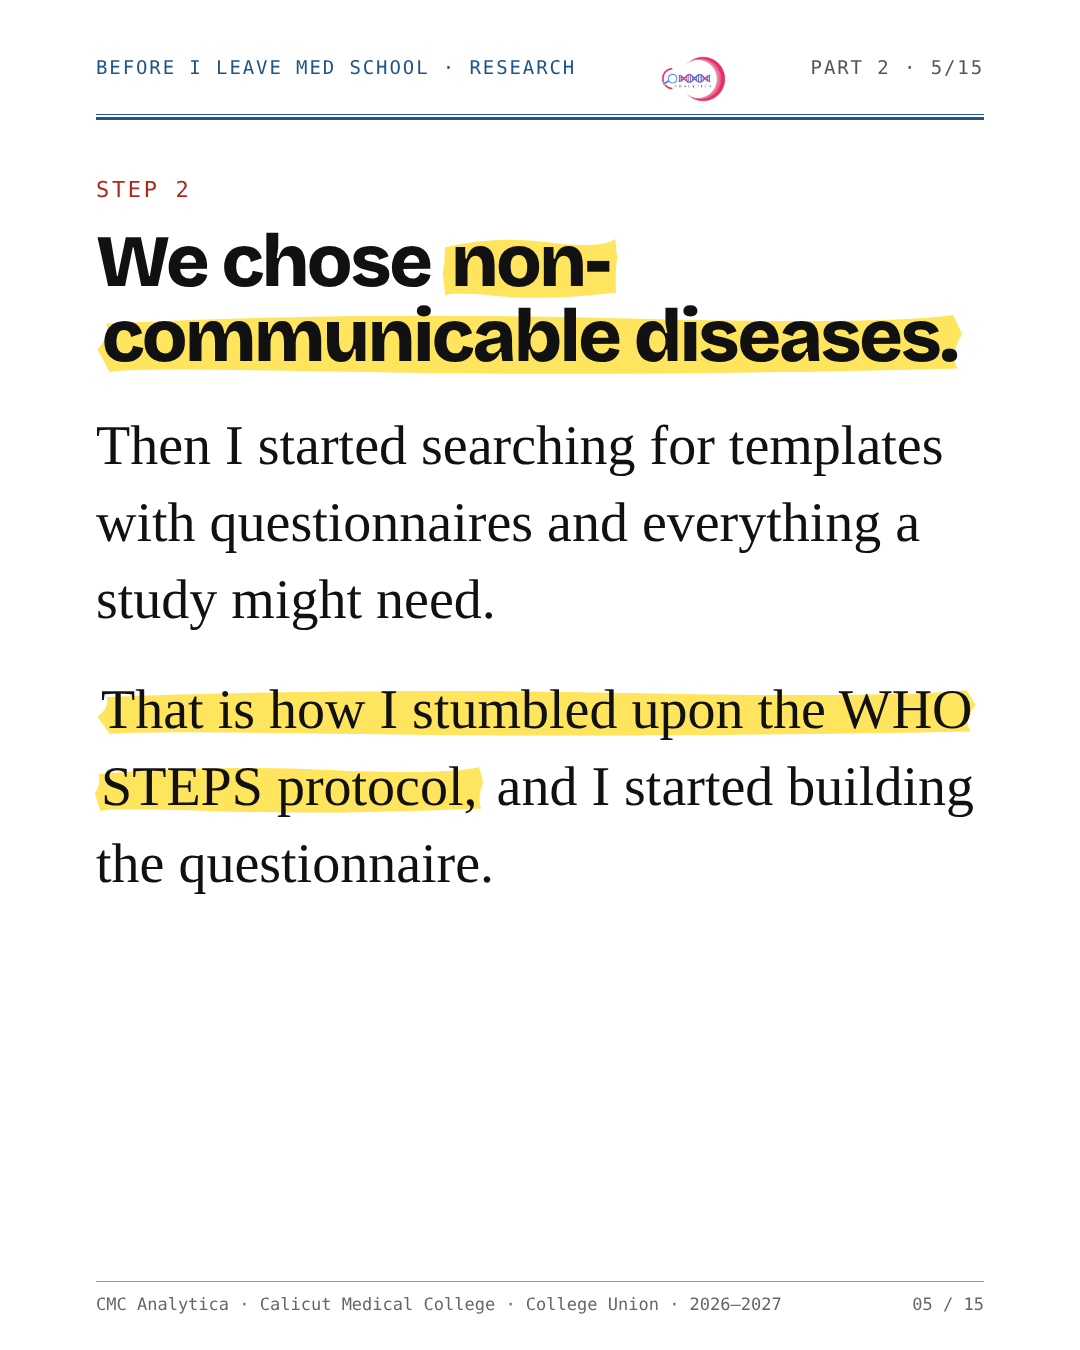 BEFORE I LEAVE MED SCHOOL · RESEARCH
ANALYTICA
PART 2 · 5/15
STEP 2
We chose non-
communicable diseases.
Then I started searching for templates
with questionnaires and everything a
study might need.
That is how I stumbled upon the WHO
STEPS protocol, and I started building
the questionnaire.
CMC Analytica · Calicut Medical College · College Union · 2026–2027
05 / 15